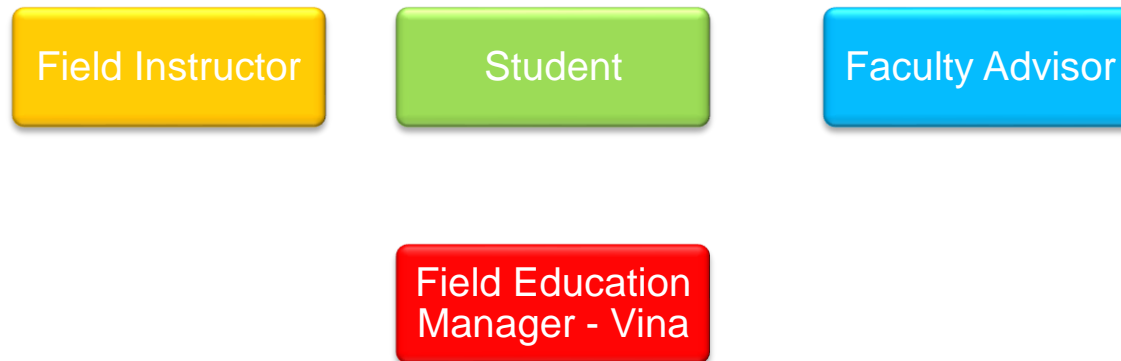 Field Instructor
Student
Faculty Advisor
Field Education
Manager - Vina